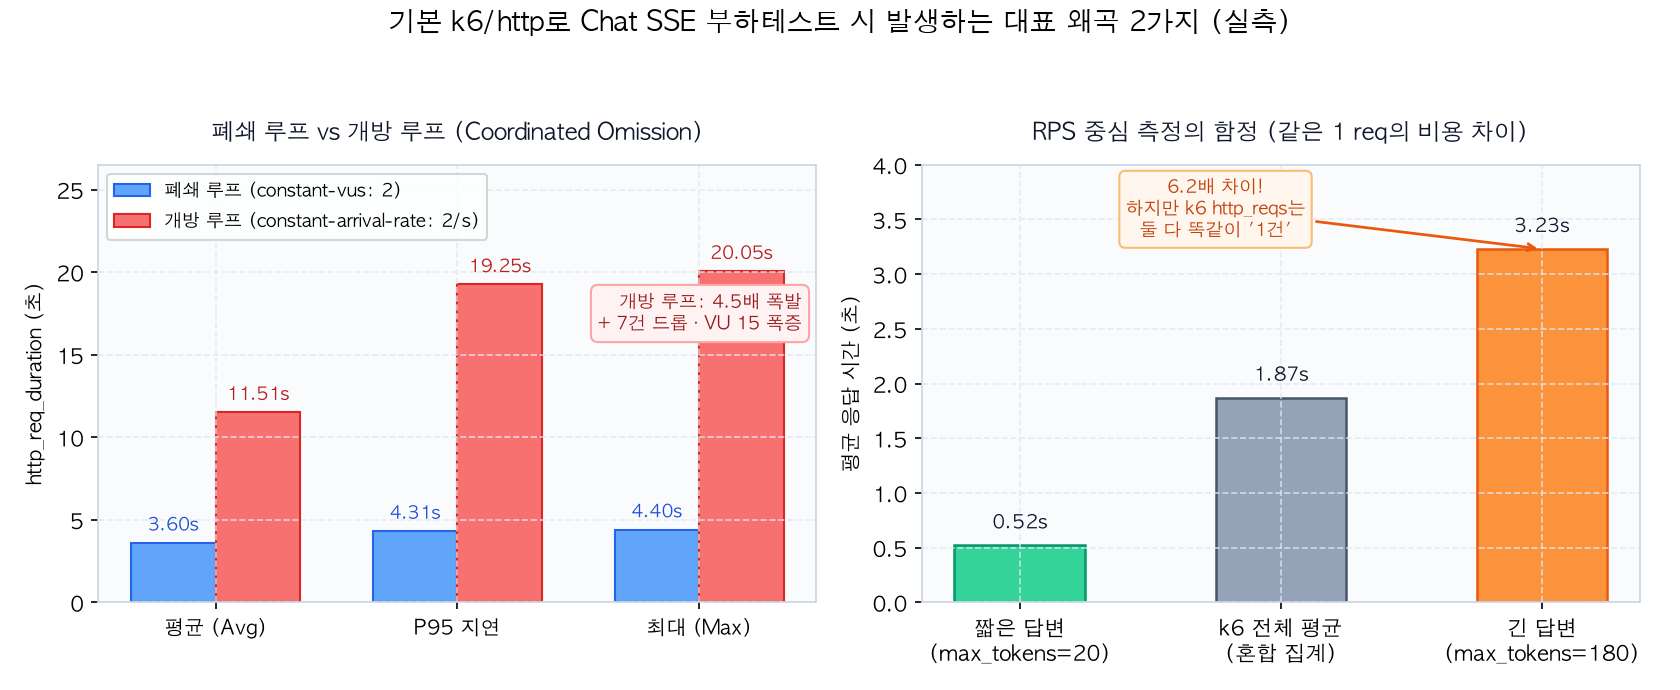 기본 k6/http로 Chat SSE 부하테스트 시 발생하는 대표 왜곡 2가지 (실측)
폐쇄 루프 vs 개방 루프 (Coordinated Omission)
http_req_duration (초)
25
20
15
10
5
0
폐쇄 루프 (constant-vus: 2)
개방 루프 (constant-arrival-rate: 2/s)
3.60s
11.51s
4.31s
19.25s
4.40s
20.05s
개방 루프: 4.5배 폭발
+ 7건 드롭 · VU 15 폭증
평균 (Avg)
P95 지연
최대 (Max)
RPS 중심 측정의 함정 (같은 1 req의 비용 차이)
평균 응답 시간 (초)
4.0
3.5
3.0
2.5
2.0
1.5
1.0
0.5
0.0
6.2배 차이!
하지만 k6 http_reqs는
둘 다 똑같이 '1건'
0.52s
1.87s
3.23s
짧은 답변
(max_tokens=20)
k6 전체 평균
(혼합 집계)
긴 답변
(max_tokens=180)